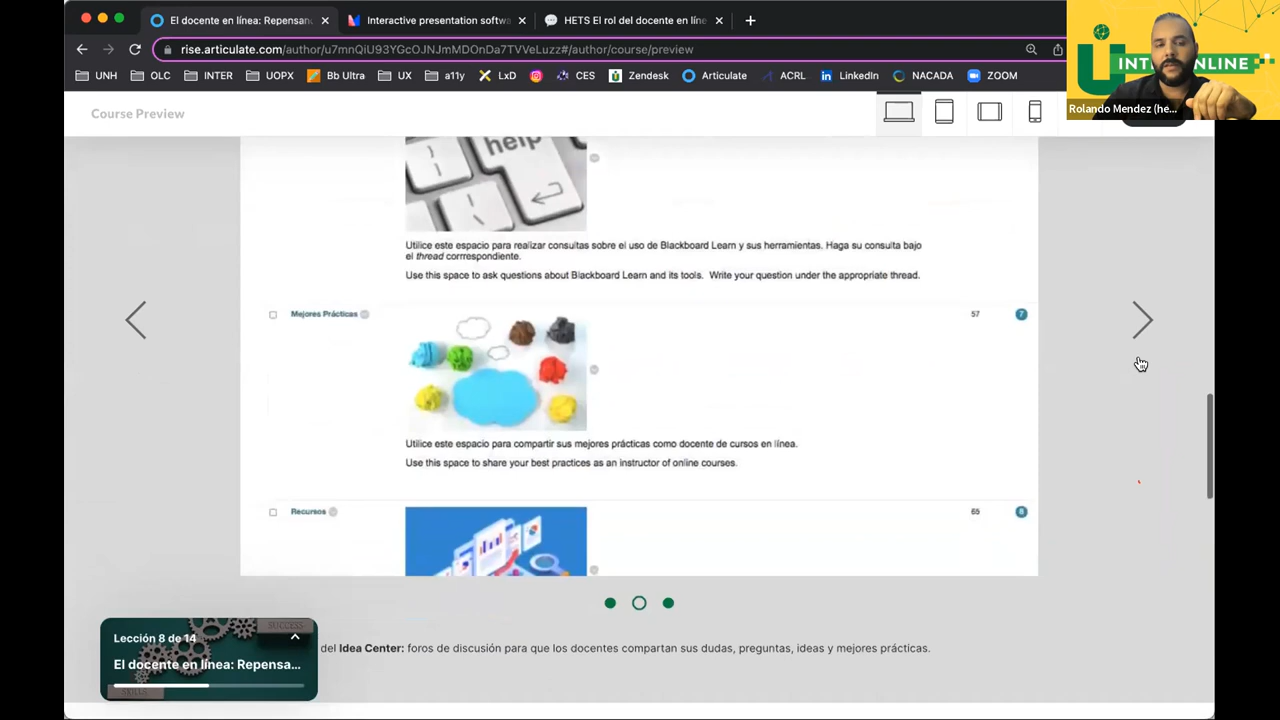 El docente en línea: Repensanc
Interactive presentation softwa
HETS El rol del docente en líne
rise.articulate.com/author/u7mnQiU93YGcOJNJmMDOnDa7TVVeLuzz#/author/course/preview
UNH
OLC
INTER
UOPX
Bb Ultra
UX
a11y
LxD
CES
Zendesk
Articulate
ACRL
LinkedIn
NACADA
ZOOM
Rolando Mendez (he...
Course Preview
help
Utilice este espacio para realizar consultas sobre el uso de Blackboard Learn y sus herramientas. Haga su consulta bajo
el thread corrrespondiente.
Use this space to ask questions about Blackboard Learn and its tools. Write your question under the appropriate thread.
Mejores Prácticas
57
7
Utilice este espacio para compartir sus mejores prácticas como docente de cursos en línea.
Use this space to share your best practices as an instructor of online courses.
Recursos
65
8
SUCCESS
Lección 8 de 14
El docente en línea: Repensa...
SKILLS
del Idea Center: foros de discusión para que los docentes compartan sus dudas, preguntas, ideas y mejores prácticas.